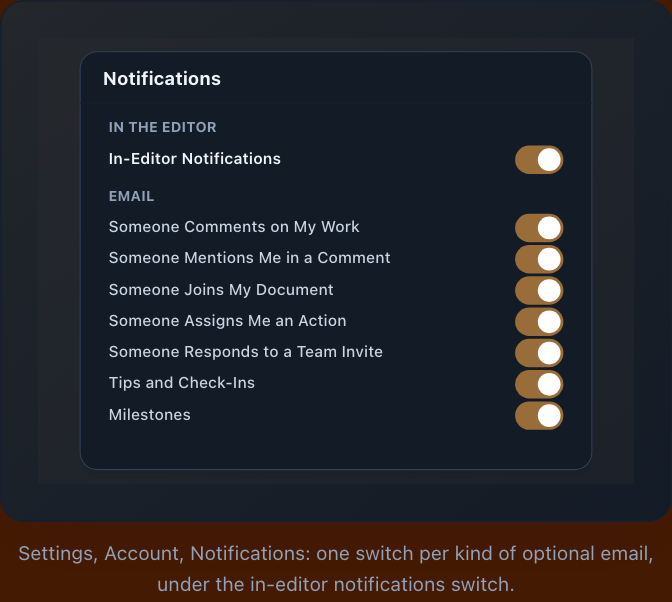 Notifications
IN THE EDITOR
In-Editor Notifications
EMAIL
Someone Comments on My Work
Someone Mentions Me in a Comment
Someone Joins My Document
Someone Assigns Me an Action
Someone Responds to a Team Invite
Tips and Check-Ins
Milestones
Settings, Account, Notifications: one switch per kind of optional email,
under the in-editor notifications switch.